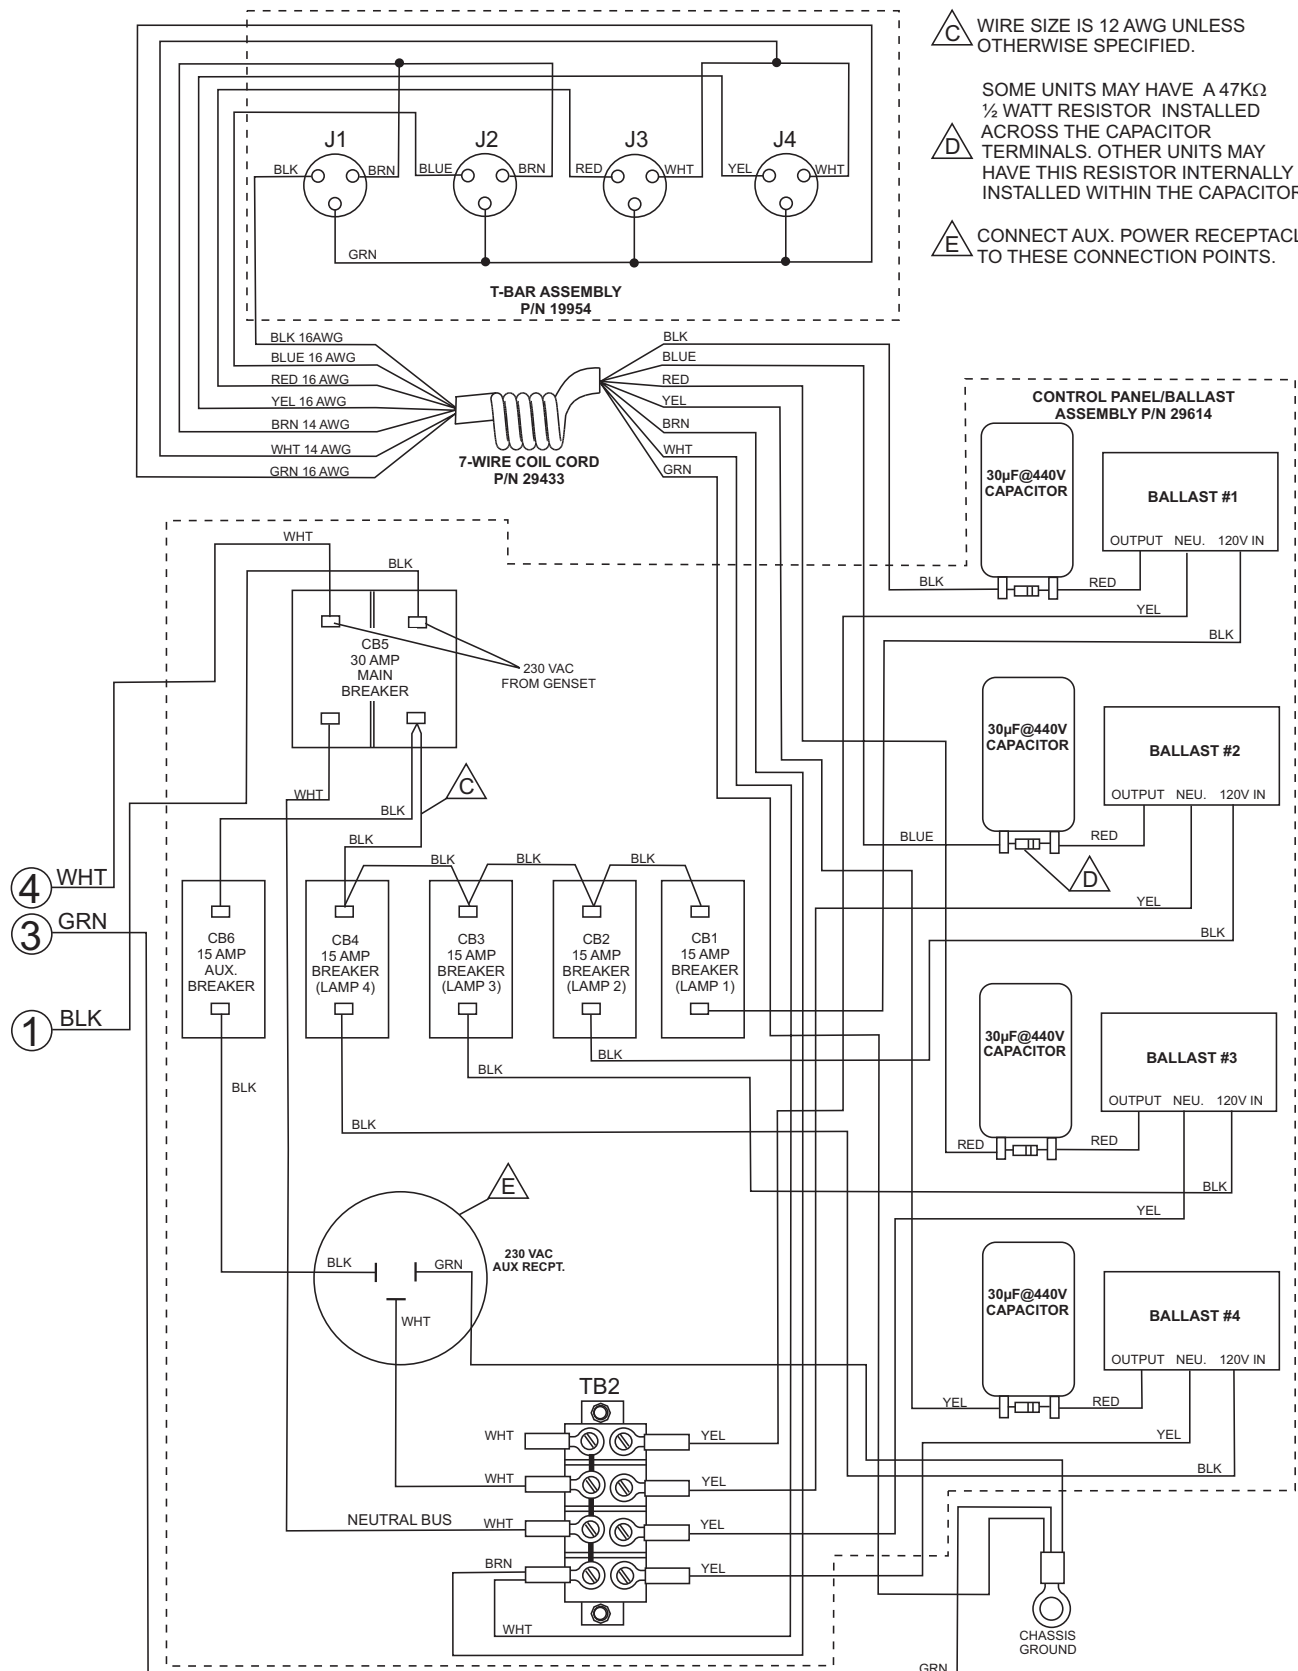 C
WIRE SIZE IS 12 AWG UNLESS
OTHERWISE SPECIFIED.
D
SOME UNITS MAY HAVE A 47KΩ
½ WATT RESISTOR INSTALLED
ACROSS THE CAPACITOR
TERMINALS. OTHER UNITS MAY
HAVE THIS RESISTOR INTERNALLY
INSTALLED WITHIN THE CAPACITOR
E
CONNECT AUX. POWER RECEPTACL
TO THESE CONNECTION POINTS.
J1
J2
J3
J4
BLK
BRN
BLUE
BRN
RED
WHT
YEL
WHT
GRN
T-BAR ASSEMBLY
P/N 19954
BLK 16AWG
BLUE 16 AWG
RED 16 AWG
YEL 16 AWG
BRN 14 AWG
WHT 14 AWG
GRN 16 AWG
7-WIRE COIL CORD
P/N 29433
BLK
BLUE
RED
YEL
BRN
WHT
GRN
CONTROL PANEL/BALLAST
ASSEMBLY P/N 29614
30µF@440V
CAPACITOR
BALLAST #1
OUTPUT NEU. 120V IN
BLK
RED
YEL
BLK
30µF@440V
CAPACITOR
BALLAST #2
OUTPUT NEU. 120V IN
BLUE
RED
D
YEL
BLK
30µF@440V
CAPACITOR
BALLAST #3
OUTPUT NEU. 120V IN
RED
RED
BLK
YEL
30µF@440V
CAPACITOR
BALLAST #4
OUTPUT NEU. 120V IN
YEL
RED
YEL
BLK
WHT
BLK
CB5
30 AMP
MAIN
BREAKER
230 VAC
FROM GENSET
WHT
BLK
C
BLK
BLK
BLK
BLK
4 WHT
3 GRN
1 BLK
CB6
15 AMP
AUX.
BREAKER
CB4
15 AMP
BREAKER
(LAMP 4)
CB3
15 AMP
BREAKER
(LAMP 3)
CB2
15 AMP
BREAKER
(LAMP 2)
CB1
15 AMP
BREAKER
(LAMP 1)
BLK
BLK
BLK
BLK
E
230 VAC
AUX RECPT.
BLK
GRN
WHT
TB2
WHT
YEL
WHT
YEL
NEUTRAL BUS
WHT
YEL
BRN
YEL
WHT
CHASSIS
GROUND
GRN